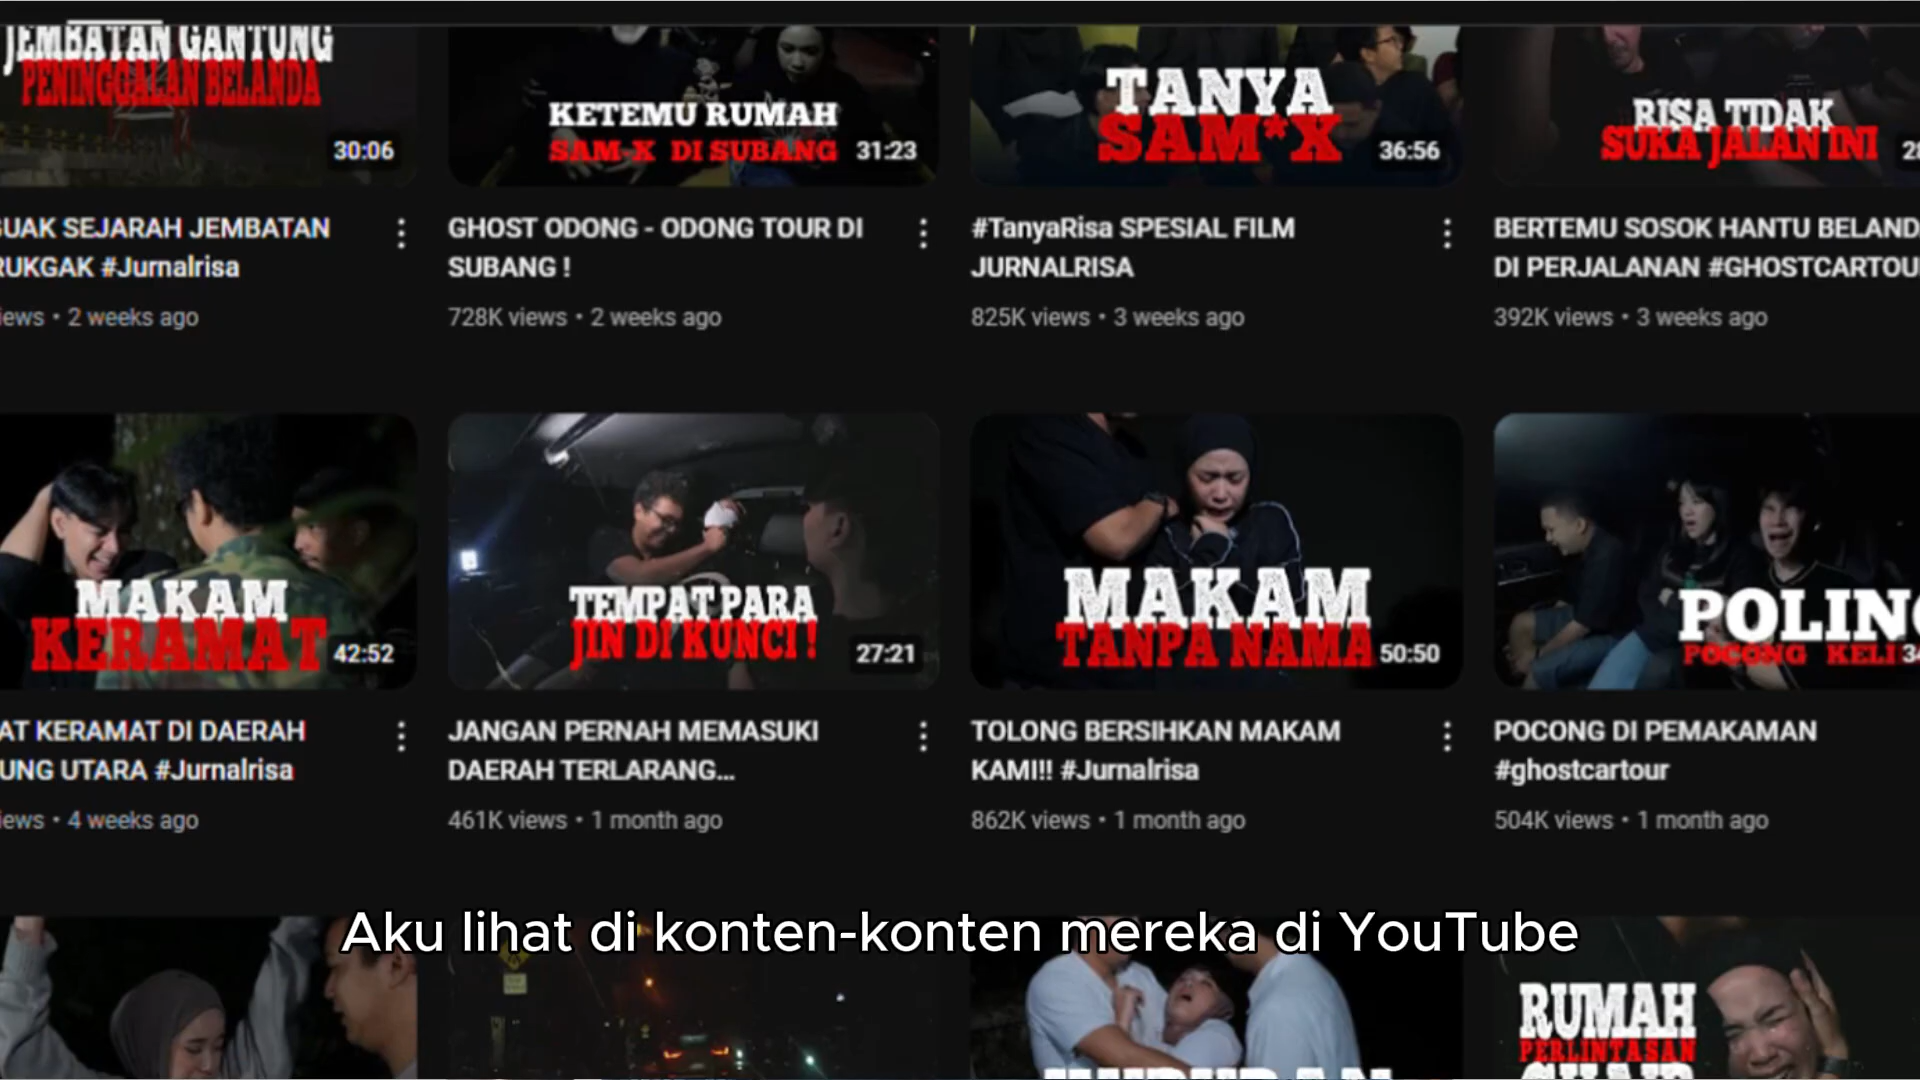 JEMBATAN GANTUNG
PENINGGALAN BELANDA
30:06
KETEMU RUMAH
SAM-X DI SUBANG
31:23
TANYA
SAM*X
36:56
RISA TIDAK
SUKA JALAN INI
UAK SEJARAH JEMBATAN
RUKGAK #Jurnalrisa
iews • 2 weeks ago
GHOST ODONG - ODONG TOUR DI
SUBANG !
728K views • 2 weeks ago
#TanyaRisa SPESIAL FILM
JURNALRISA
825K views • 3 weeks ago
BERTEMU SOSOK HANTU BELAND
DI PERJALANAN #GHOSTCARTOU
392K views • 3 weeks ago
MAKAM
KERAMAT
42:52
TEMPAT PARA
JIN DI KUNCI !
27:21
MAKAM
TANPA NAMA
50:50
POLING
POCONG KELI
AT KERAMAT DI DAERAH
UNG UTARA #Jurnalrisa
iews • 4 weeks ago
JANGAN PERNAH MEMASUKI
DAERAH TERLARANG...
461K views • 1 month ago
TOLONG BERSIHKAN MAKAM
KAMI!! #Jurnalrisa
862K views • 1 month ago
POCONG DI PEMAKAMAN
#ghostcartour
504K views • 1 month ago
Aku lihat di konten-konten mereka di YouTube
RUMAH
PERLINTASAN